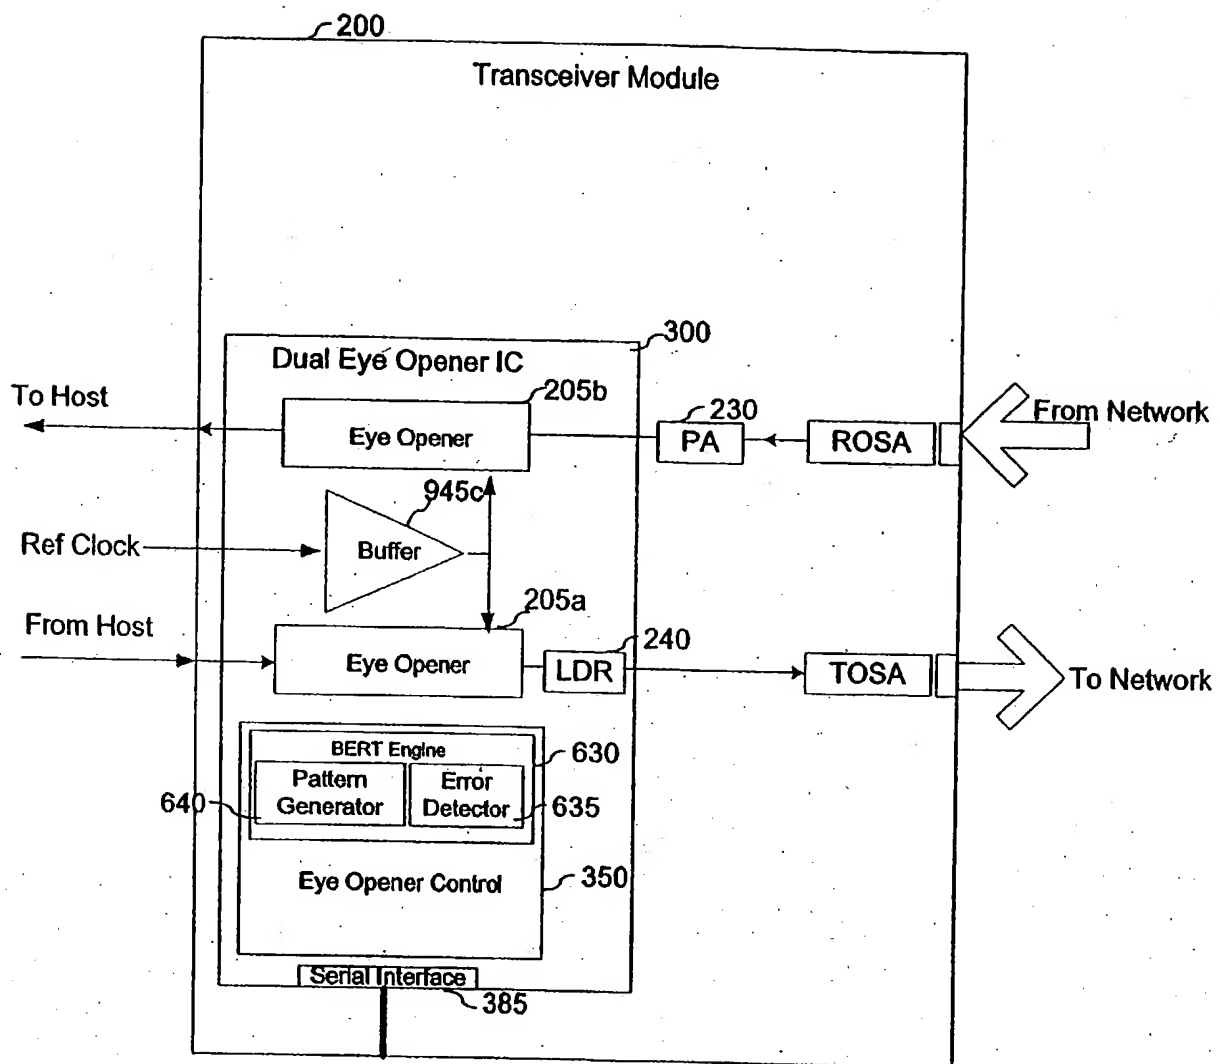 200
Transceiver Module
300
Dual Eye Opener IC
205b
To Host
Eye Opener
230
PA
ROSA
From Network
945c
Ref Clock
Buffer
205a
From Host
Eye Opener
240
LDR
TOSA
To Network
BERT Engine
630
Pattern
Generator
Error
Detector
640
635
Eye Opener Control
350
Serial Interface
385